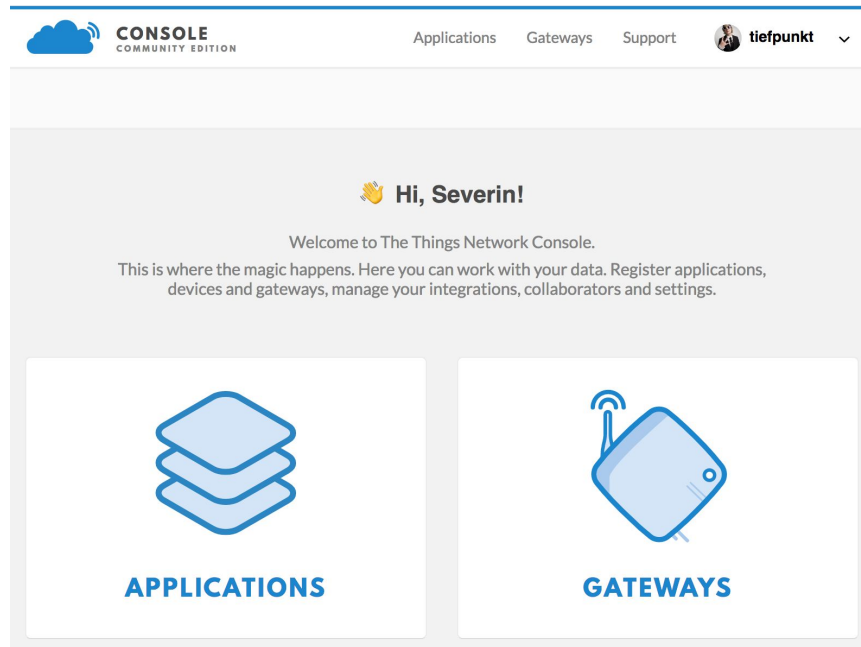 CONSOLE
COMMUNITY EDITION
Applications Gateways Support tiefpunkt
👋 Hi, Severin!
Welcome to The Things Network Console.
This is where the magic happens. Here you can work with your data. Register applications,
devices and gateways, manage your integrations, collaborators and settings.
APPLICATIONS
GATEWAYS